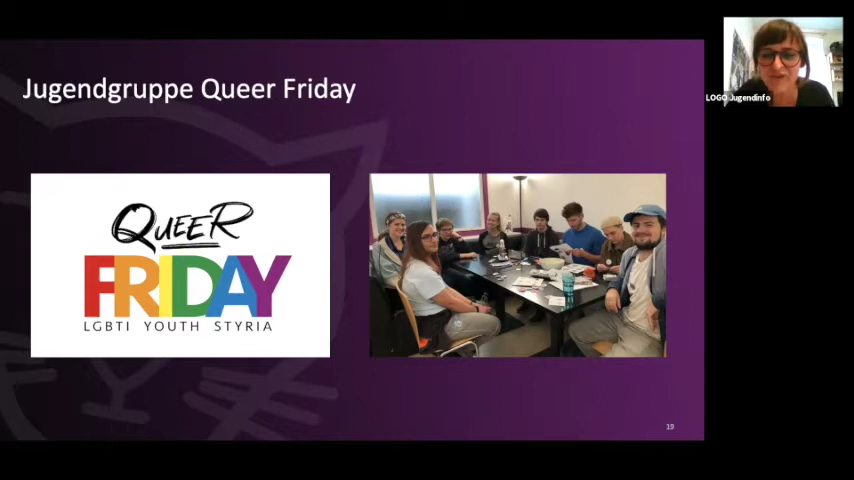 Jugendgruppe Queer Friday
LOGO Jugendinfo
QUEER
FRIDAY
LGBTI YOUTH STYRIA
19